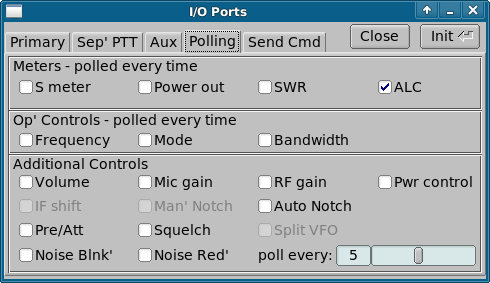 I/O Ports
Primary Sep' PTT Aux Polling Send Cmd Close Init
Meters - polled every time
S meter Power out SWR ALC
Op' Controls - polled every time
Frequency Mode Bandwidth
Additional Controls
Volume Mic gain RF gain Pwr control
IF shift Man' Notch Auto Notch
Pre/Att Squelch Split VFO
Noise Blnk' Noise Red' poll every: 5